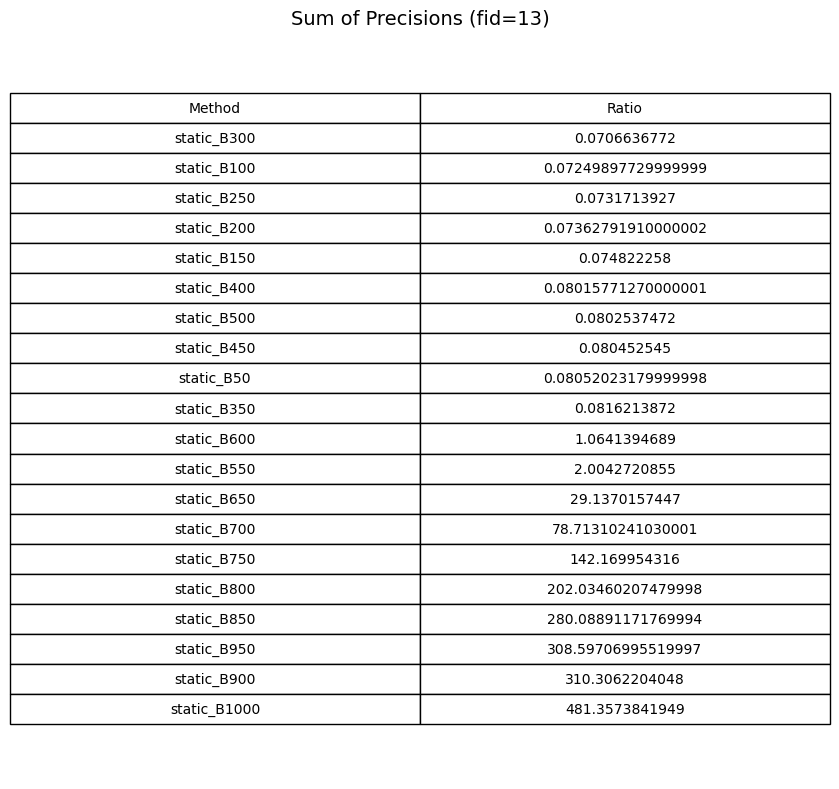 Sum of Precisions (fid=13)
Method Ratio
static_B300 0.0706636772
static_B100 0.07249897729999999
static_B250 0.0731713927
static_B200 0.07362791910000002
static_B150 0.074822258
static_B400 0.08015771270000001
static_B500 0.0802537472
static_B450 0.080452545
static_B50 0.08052023179999998
static_B350 0.0816213872
static_B600 1.0641394689
static_B550 2.0042720855
static_B650 29.1370157447
static_B700 78.71310241030001
static_B750 142.169954316
static_B800 202.03460207479998
static_B850 280.08891171769994
static_B950 308.59706995519997
static_B900 310.3062204048
static_B1000 481.3573841949